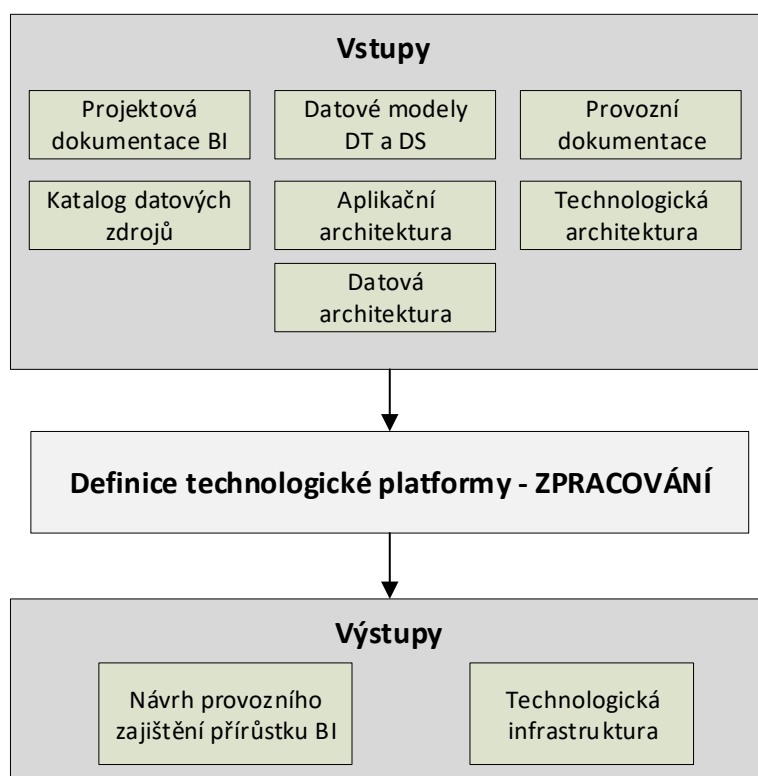 Vstupy
Projektová
dokumentace BI
Datové modely
DT a DS
Provozní
dokumentace
Katalog datových
zdrojů
Aplikační
architektura
Technologická
architektura
Datová
architektura
Definice technologické platformy - ZPRACOVÁNÍ
Výstupy
Návrh provozního
zajištění přírůstku BI
Technologická
infrastruktura